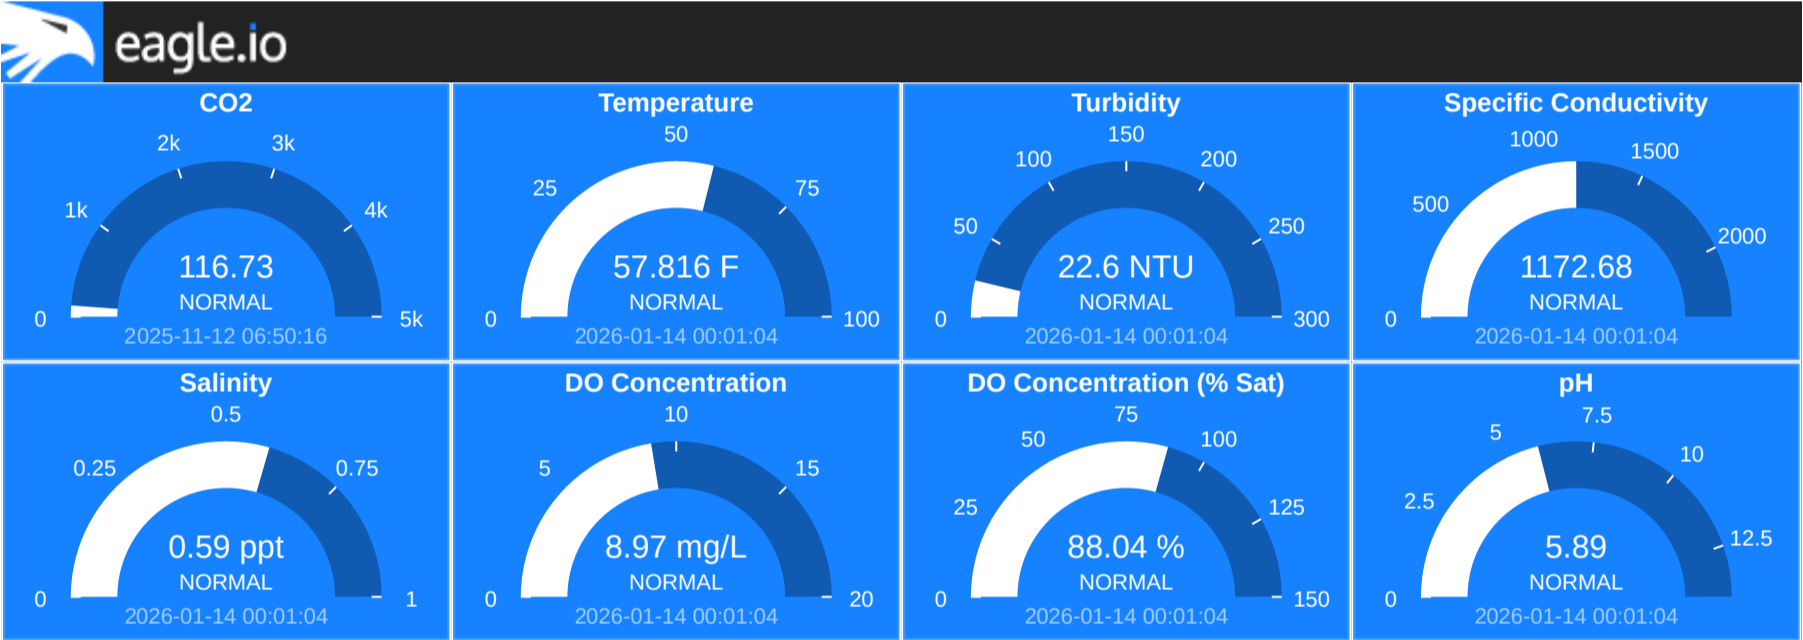 eagle.io
CO2
2k 3k
1k 4k
116.73
NORMAL
0 5k
2025-11-12 06:50:16
Temperature
50
25 75
57.816 F
NORMAL
0 100
2026-01-14 00:01:04
Turbidity
150
100 200
50 250
22.6 NTU
NORMAL
0 300
2026-01-14 00:01:04
Specific Conductivity
1000 1500
500 2000
1172.68
NORMAL
0
2026-01-14 00:01:04
Salinity
0.5
0.25 0.75
0.59 ppt
NORMAL
0 1
2026-01-14 00:01:04
DO Concentration
10
5 15
8.97 mg/L
NORMAL
0 20
2026-01-14 00:01:04
DO Concentration (% Sat)
75
50 100
25 125
88.04 %
NORMAL
0 150
2026-01-14 00:01:04
pH
7.5
5 10
2.5 12.5
5.89
NORMAL
0
2026-01-14 00:01:04